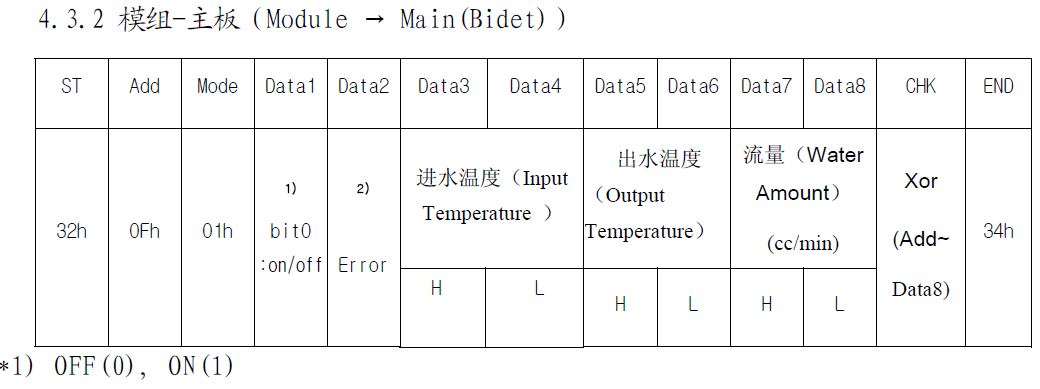 4.3.2 模组-主板 (Module → Main(Bidet) )
ST Add Mode Data1 Data2 Data3 Data4 Data5 Data6 Data7 Data8 CHK END
32h
0Fh
01h
1)
bit0
:on/off
2)
Error
进水温度（Input
Temperature ）
H L
出水温度
（Output
Temperature）
H L
流量（Water
Amount）
(cc/min)
H L
Xor
(Add~
Data8)
34h
*1) OFF(0), ON(1)